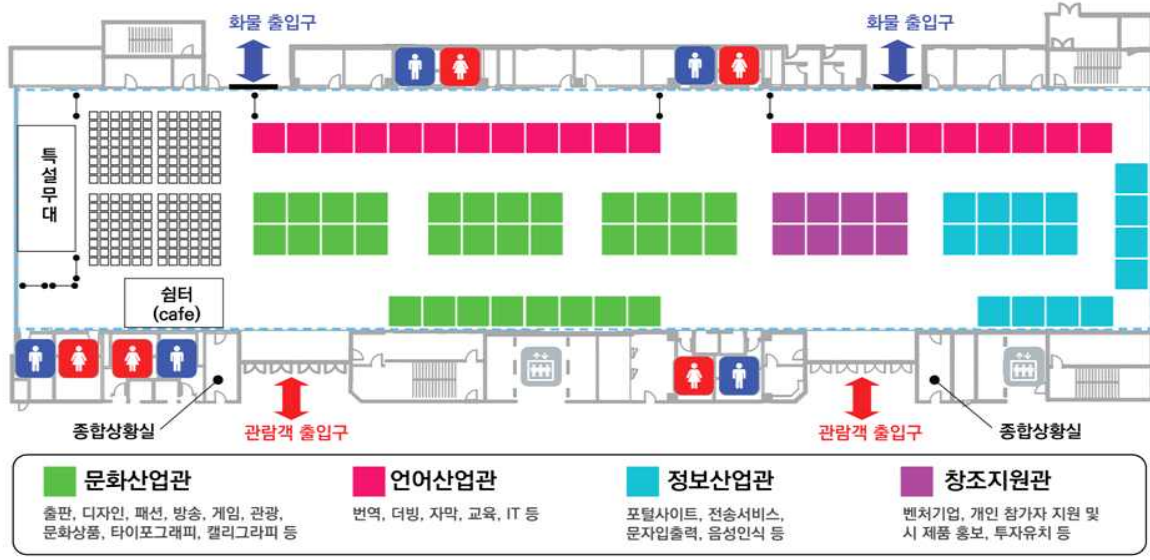 화물 출입구
화물 출입구
특설무대
쉼터
(cafe)
종합상황실
관람객 출입구
관람객 출입구
종합상황실
문화산업관
출판, 디자인, 패션, 방송, 게임, 관광,
문화상품, 타이포그래피, 캘리그라피 등
언어산업관
번역, 더빙, 자막, 교육, IT 등
정보산업관
포털사이트, 전송서비스,
문자입출력, 음성인식 등
창조지원관
벤처기업, 개인 참가자 지원 및
시 제품 홍보, 투자유치 등